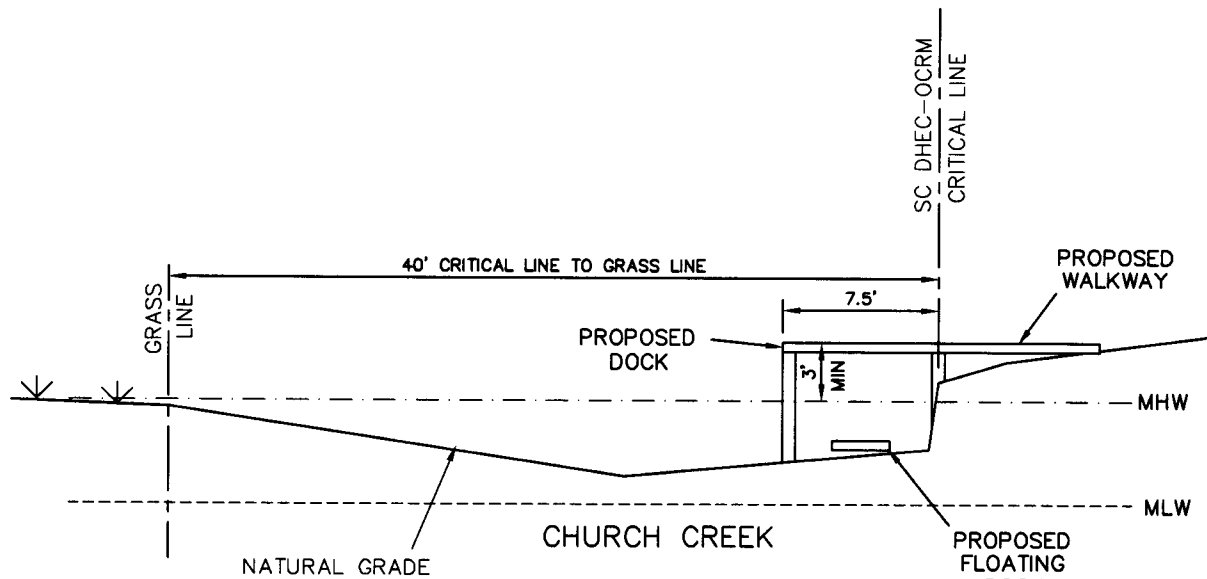 SC DHEC-OCRM
CRITICAL LINE
40' CRITICAL LINE TO GRASS LINE
PROPOSED
WALKWAY
7.5'
GRASS
LINE
PROPOSED
DOCK
3'
MIN
MHW
MLW
CHURCH CREEK
NATURAL GRADE
PROPOSED
FLOATING